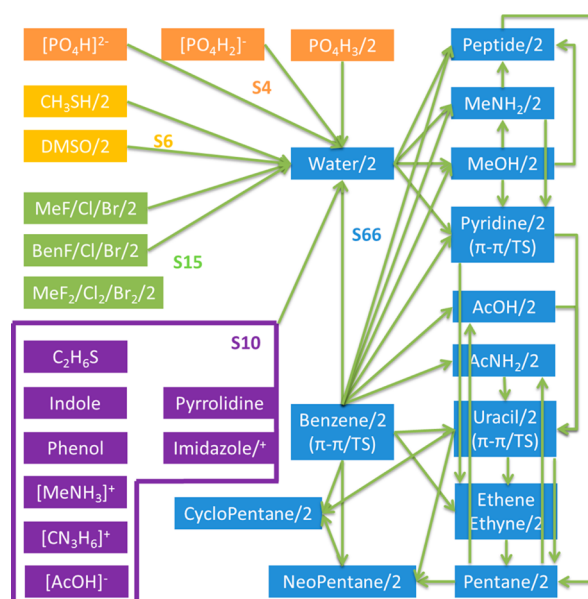 [PO₄H]²⁻
[PO₄H₂]⁻
PO₄H₃/2
Peptide/2
S4
CH₃SH/2
MeNH₂/2
DMSO/2
S6
Water/2
MeOH/2
MeF/Cl/Br/2
S66
Pyridine/2
(π-π/TS)
BenF/Cl/Br/2
S15
MeF₂/Cl₂/Br₂/2
AcOH/2
S10
C₂H₆S
AcNH₂/2
Indole
Pyrrolidine
Benzene/2
(π-π/TS)
Uracil/2
(π-π/TS)
Phenol
Imidazole/⁺
[MeNH₃]⁺
CycloPentane/2
Ethene
Ethyne/2
[CN₃H₆]⁺
[AcOH]⁻
NeoPentane/2
Pentane/2